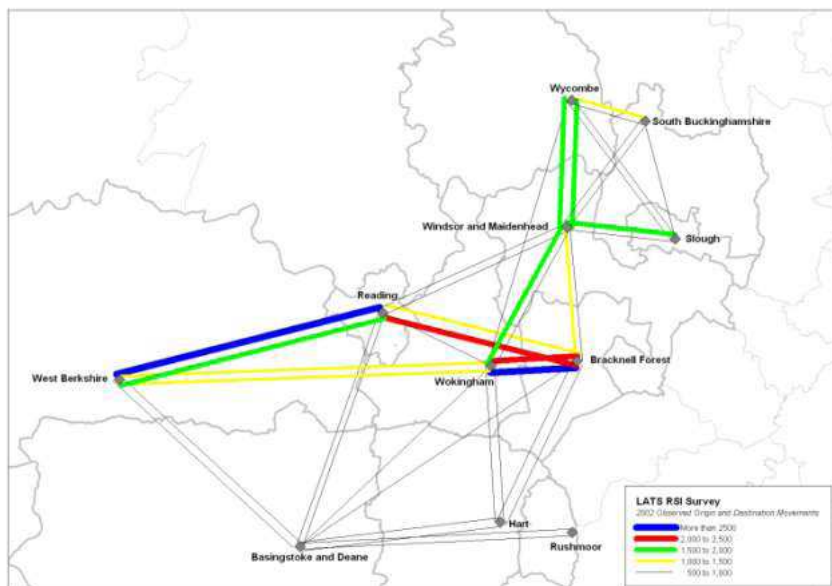 Wycombe
South Buckinghamshire
Windsor and Maidenhead
Slough
Reading
West Berkshire
Wokingham
Bracknell Forest
Hart
Basingstoke and Deane
Rushmoor
LATS RSI Survey
2002 Observed Origin and Destination Movements
More than 2500
2,000 to 2,500
1,500 to 2,000
1,000 to 1,500
500 to 1,000